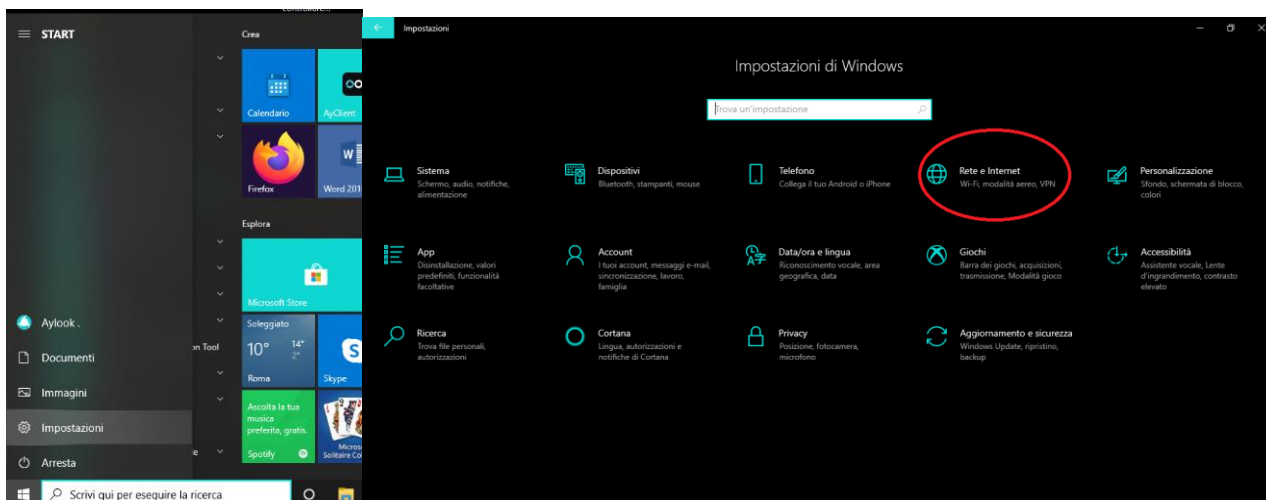 START
Crea
Calendario
AyClient
Firefox
Word 201
Esplora
Microsoft Store
Aylook .
Soleggiato
on Tool
10°
14°
2°
Documenti
Roma
Skype
Immagini
Ascolta la tua
musica
preferita, gratis.
Impostazioni
Spotify
Micros
Solitaire Co
Arresta
Scrivi qui per eseguire la ricerca
Impostazioni
Impostazioni di Windows
Trova un'impostazione
Sistema
Schermo, audio, notifiche,
alimentazione
Dispositivi
Bluetooth, stampanti, mouse
Telefono
Collega il tuo Android o iPhone
Rete e Internet
Wi-Fi, modalità aereo, VPN
Personalizzazione
Sfondo, schermata di blocco,
colori
App
Disinstallazione, valori
predefiniti, funzionalità
facoltative
Account
I tuoi account, messaggi e-mail,
sincronizzazione, lavoro,
famiglia
Data/ora e lingua
Riconoscimento vocale, area
geografica, data
Giochi
Barra dei giochi, acquisizioni,
trasmissione, Modalità gioco
Accessibilità
Assistente vocale, Lente
d'ingrandimento, contrasto
elevato
Ricerca
Trova file personali,
autorizzazioni
Cortana
Lingua, autorizzazioni e
notifiche di Cortana
Privacy
Posizione, fotocamera,
microfono
Aggiornamento e sicurezza
Windows Update, ripristino,
backup